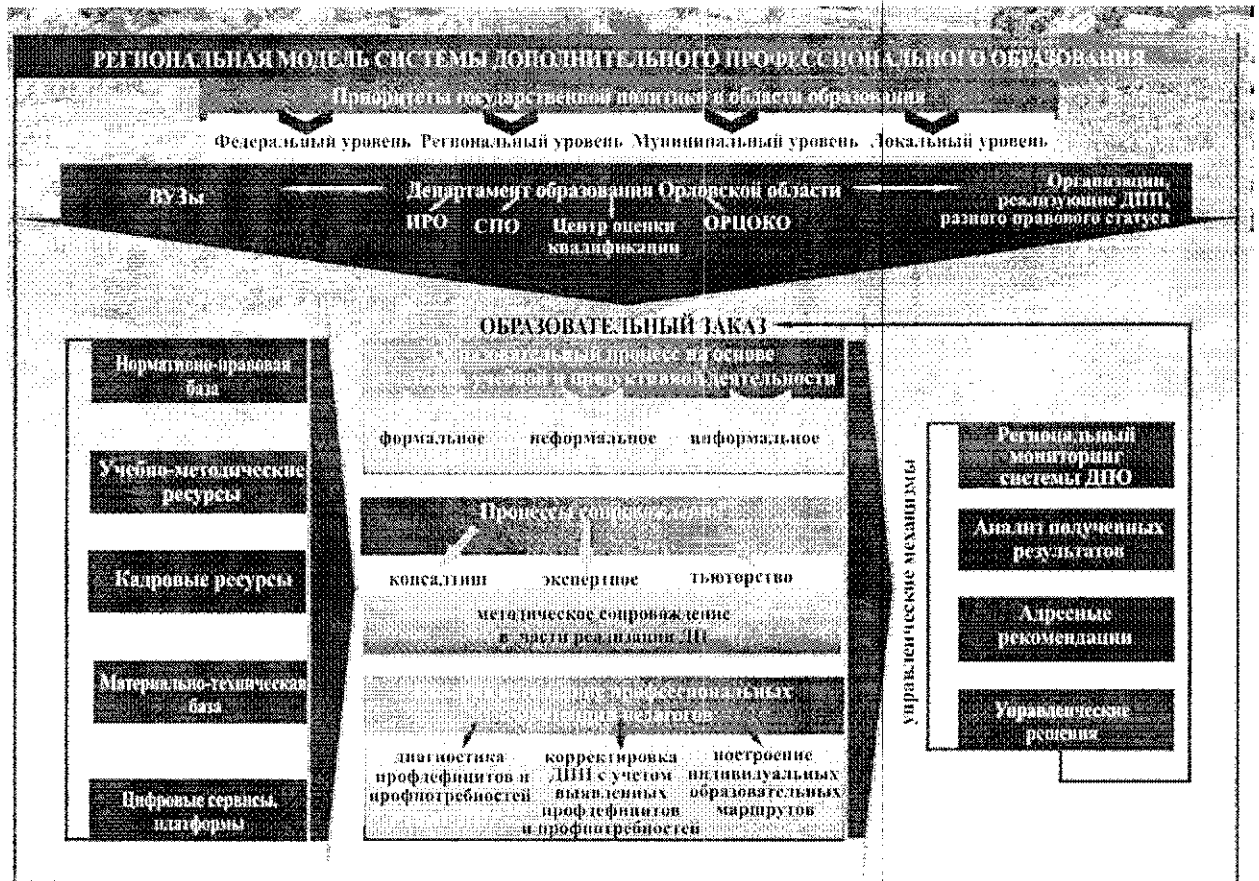 РЕГИОНАЛЬНАЯ МОДЕЛЬ СИСТЕМЫ ДОПОЛНИТЕЛЬНОГО ПРОФЕССИОНАЛЬНОГО ОБРАЗОВАНИЯ
Приоритеты государственной политики в области образования
Федеральный уровень Региональный уровень Муниципальный уровень Локальный уровень
ВУЗы
Департамент образования Орловской области
ИРО
СПО
Центр оценки
квалификации
ОРЦОКО
Организации,
реализующие ДПП,
разного правового статуса
ОБРАЗОВАТЕЛЬНЫЙ ЗАКАЗ
Нормативно-правовая
база
Учебно-методические
ресурсы
Кадровые ресурсы
Материально-техническая
база
Цифровые сервисы,
платформы
процесс на основе
и продуктивной деятельности
формальное
неформальное
информальное
Процессы сопровождения
консалтинг
экспертное
тьюторство
методическое сопровождение
в части реализации
профессиональных
педагогов
диагностика
профдефицитов и
профпотребностей
корректировка
ДПП с учетом
выявленных
профдефицитов
и профпотребностей
построение
индивидуальных
образовательных
маршрутов
управленческие механизмы
Региональный
мониторинг
системы ДПО
Анализ полученных
результатов
Адресные
рекомендации
Управленческие
решения